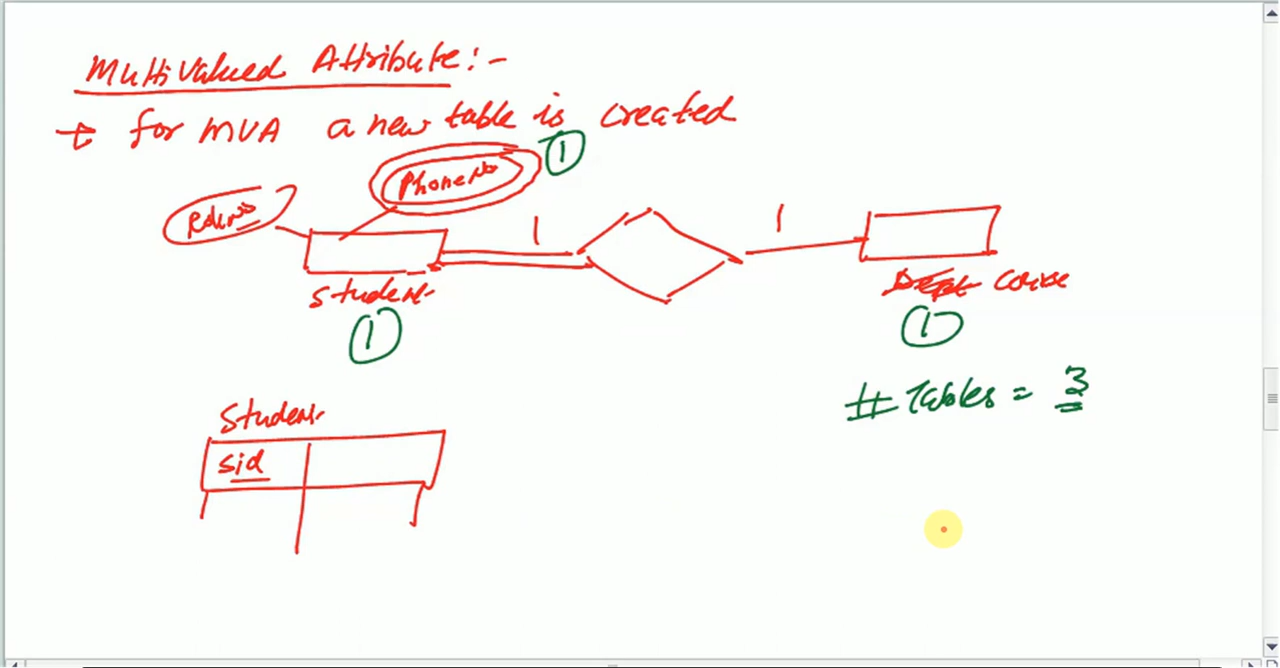 Multivalued Attribute:-
→ for MVA a new table is created
1
PhoneNo
Rollno
1
1
Student
Dept Course
1
1
# Tables = 3
Student
sid